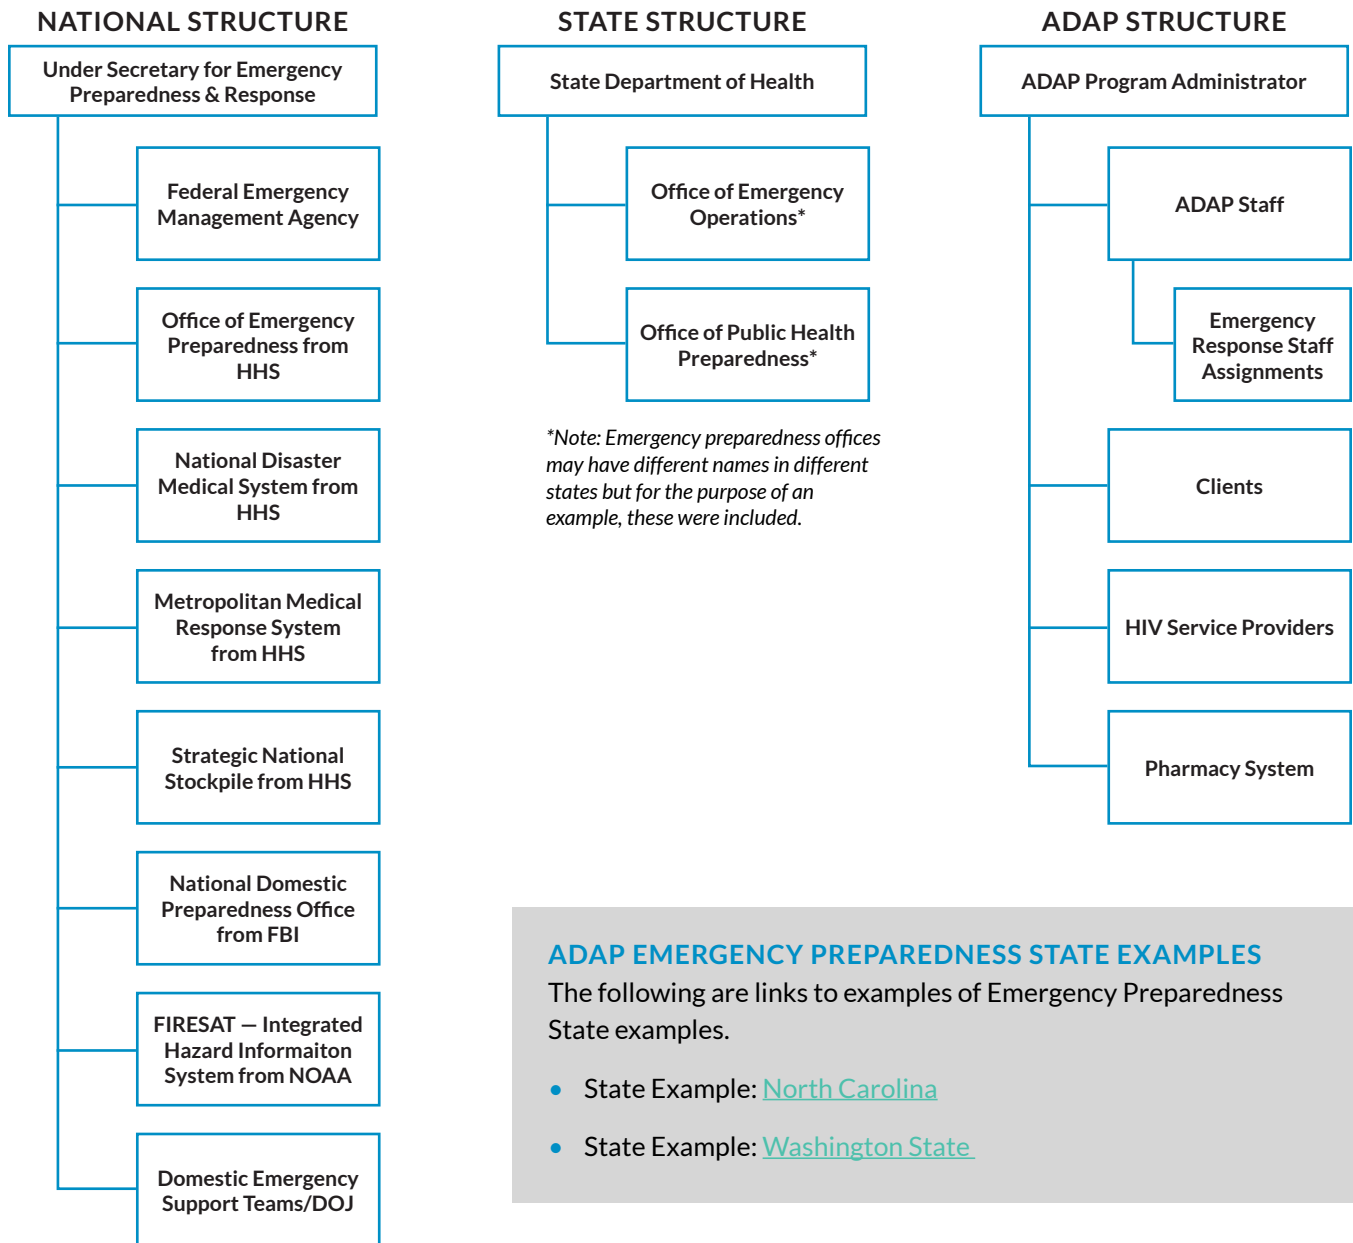 NATIONAL STRUCTURE
Under Secretary for Emergency
Preparedness & Response
Federal Emergency
Management Agency
Office of Emergency
Preparedness from
HHS
National Disaster
Medical System from
HHS
Metropolitan Medical
Response System
from HHS
Strategic National
Stockpile from HHS
National Domestic
Preparedness Office
from FBI
FIRESAT — Integrated
Hazard Informaiton
System from NOAA
Domestic Emergency
Support Teams/DOJ
STATE STRUCTURE
State Department of Health
Office of Emergency
Operations*
Office of Public Health
Preparedness*
*Note: Emergency preparedness offices
may have different names in different
states but for the purpose of an
example, these were included.
ADAP STRUCTURE
ADAP Program Administrator
ADAP Staff
Emergency
Response Staff
Assignments
Clients
HIV Service Providers
Pharmacy System
ADAP EMERGENCY PREPAREDNESS STATE EXAMPLES
The following are links to examples of Emergency Preparedness
State examples.
• State Example: North Carolina
• State Example: Washington State